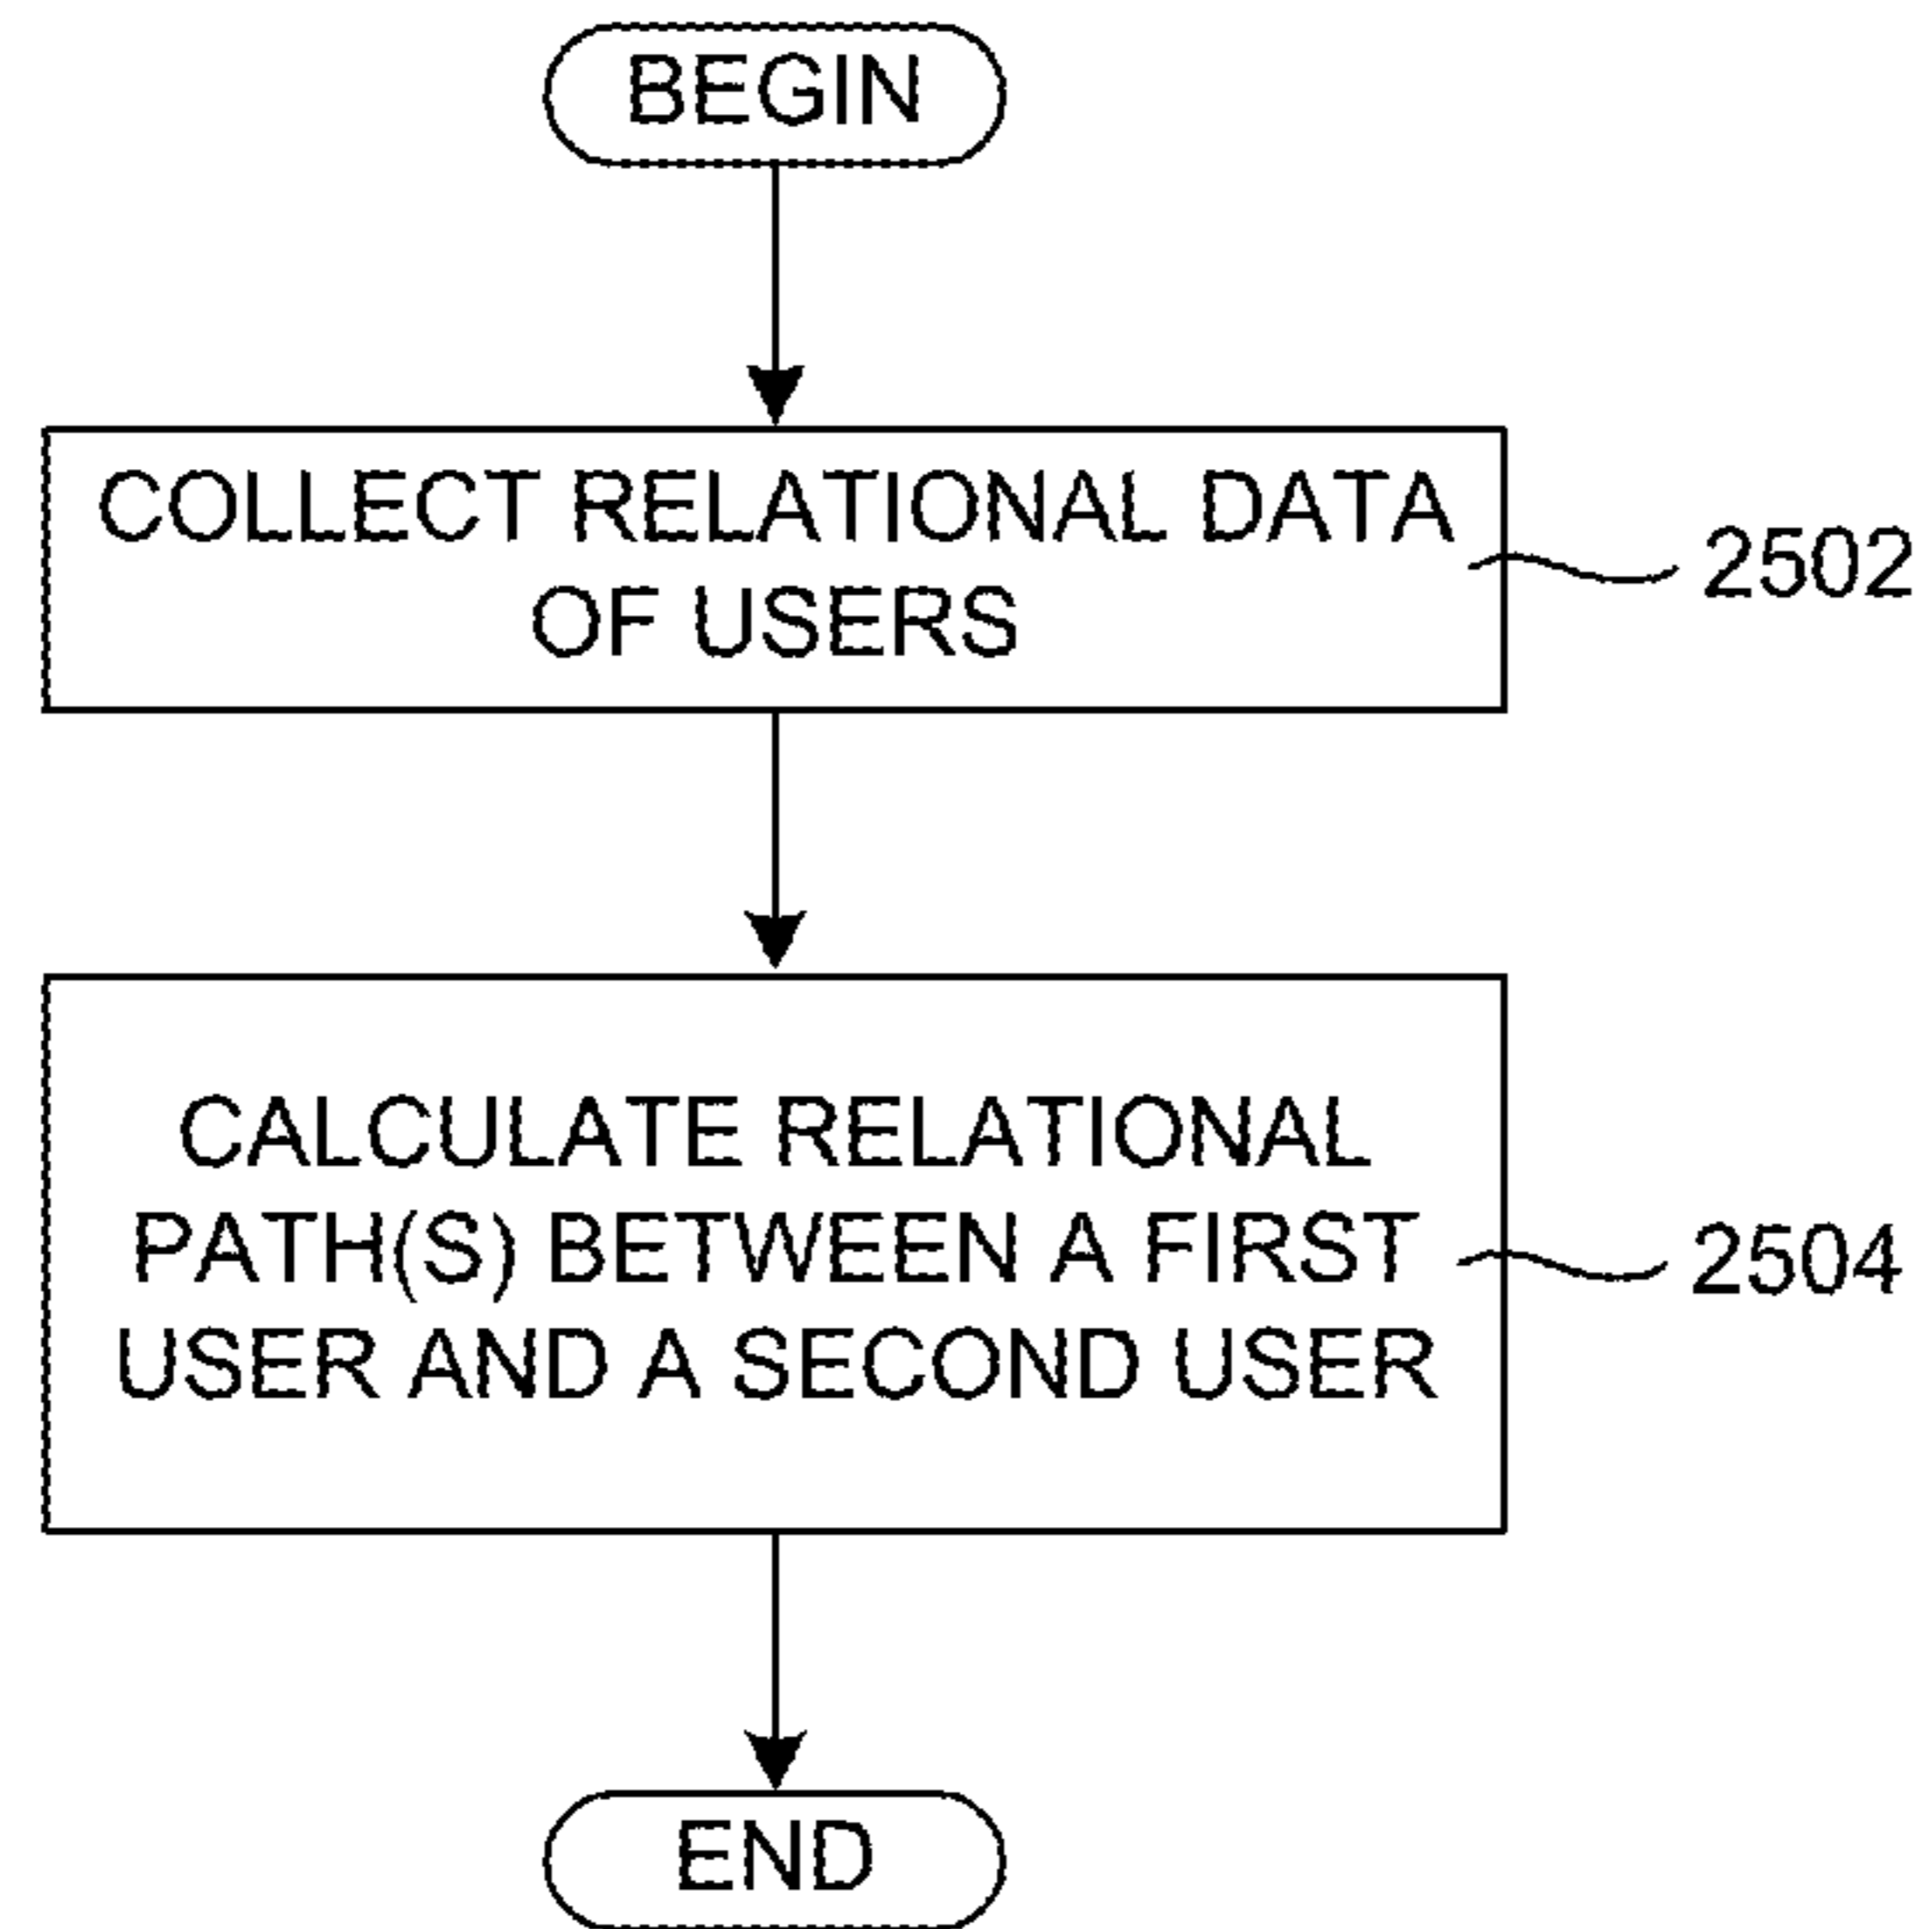 BEGIN
COLLECT RELATIONAL DATA
OF USERS
2502
CALCULATE RELATIONAL
PATH(S) BETWEEN A FIRST
USER AND A SECOND USER
2504
END